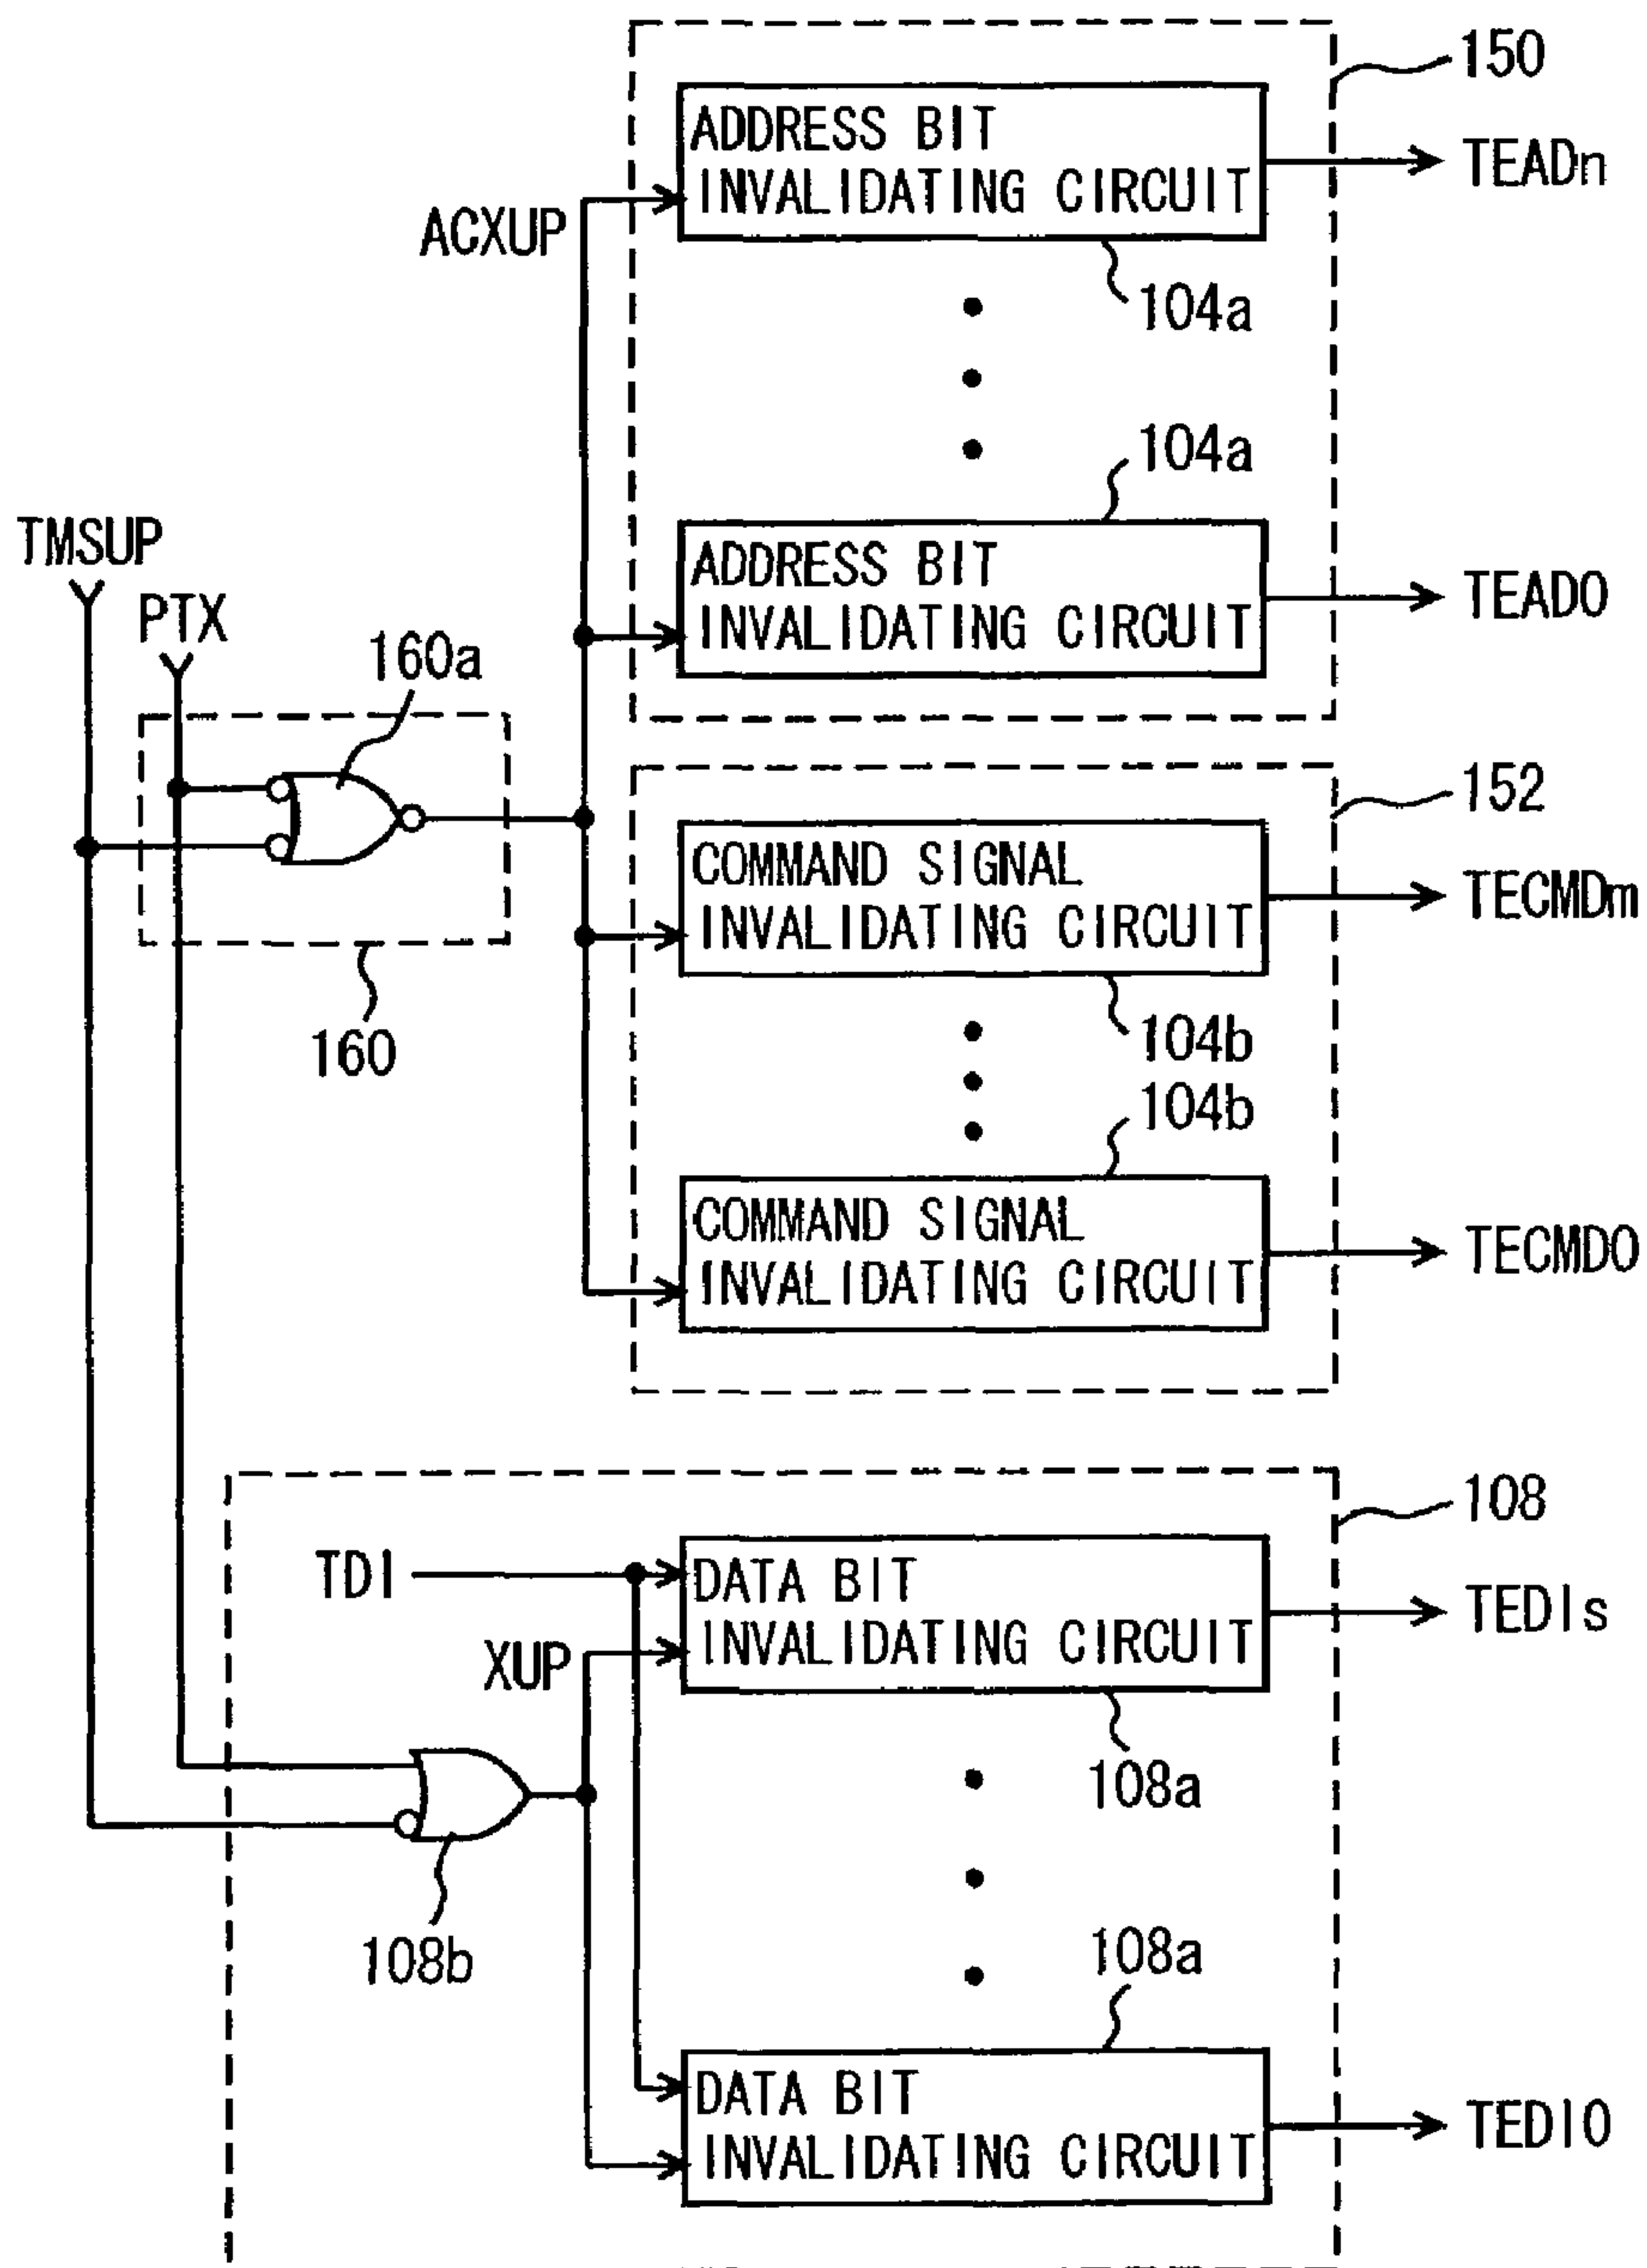 150
ADDRESS BIT
INVALIDATING CIRCUIT
TEADn
ACXUP
104a
104a
TMSUP
PTX
160a
ADDRESS BIT
INVALIDATING CIRCUIT
TEAD0
152
COMMAND SIGNAL
INVALIDATING CIRCUIT
TECMDm
160
104b
104b
COMMAND SIGNAL
INVALIDATING CIRCUIT
TECMD0
108
TDI
DATA BIT
INVALIDATING CIRCUIT
TEDIs
XUP
108a
108b
108a
DATA BIT
INVALIDATING CIRCUIT
TEDI0